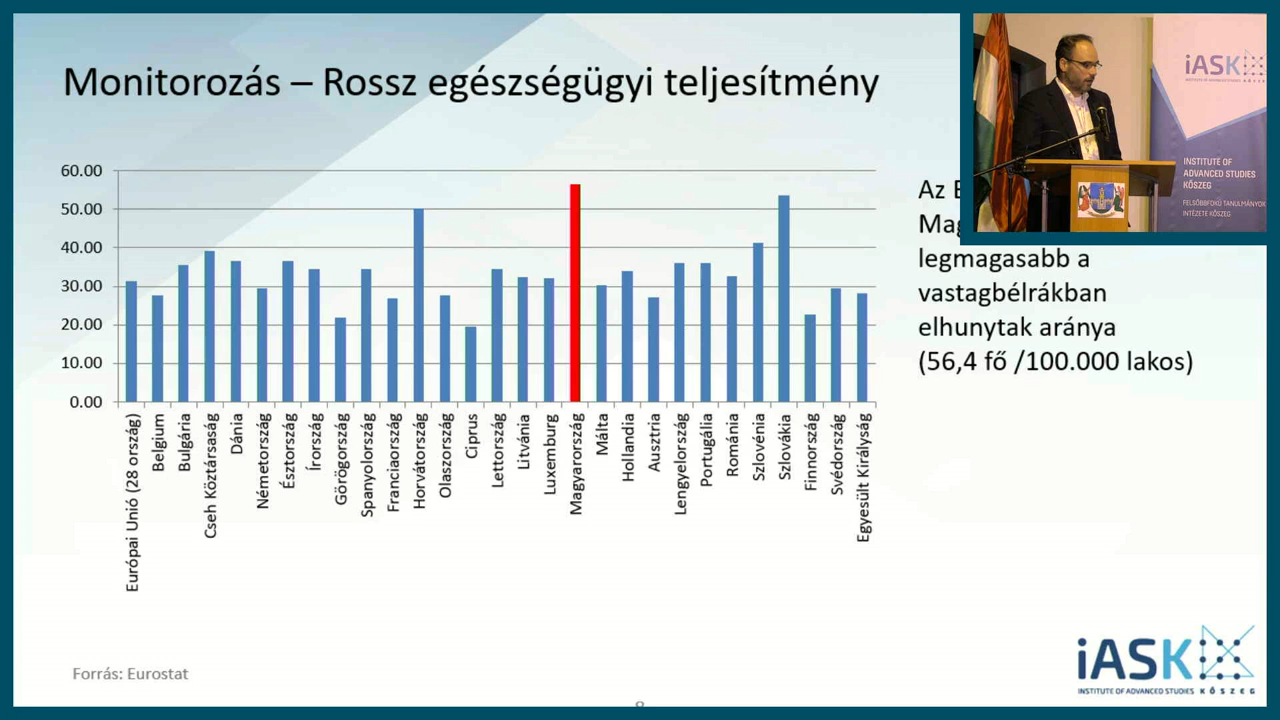 Monitorozás – Rossz egészségügyi teljesítmény
iASK
INSTITUTE OF
ADVANCED STUDIES
KŐSZEG
FELSŐBBFOKÚ TANULMÁNYOK
INTÉZETE KŐSZEG
60.00
50.00
40.00
30.00
20.00
10.00
0.00
Európai Unió (28 ország)
Belgium
Bulgária
Cseh Köztársaság
Dánia
Németország
Észtország
Írország
Görögország
Spanyolország
Franciaország
Horvátország
Olaszország
Ciprus
Lettország
Litvánia
Luxemburg
Magyarország
Málta
Hollandia
Ausztria
Lengyelország
Portugália
Románia
Szlovénia
Szlovákia
Finnország
Svédország
Egyesült Királyság
Az
legmagasabb a
vastagbélrákban
elhunytak aránya
(56,4 fő /100.000 lakos)
Forrás: Eurostat
iASK
INSTITUTE OF ADVANCED STUDIES KŐSZEG